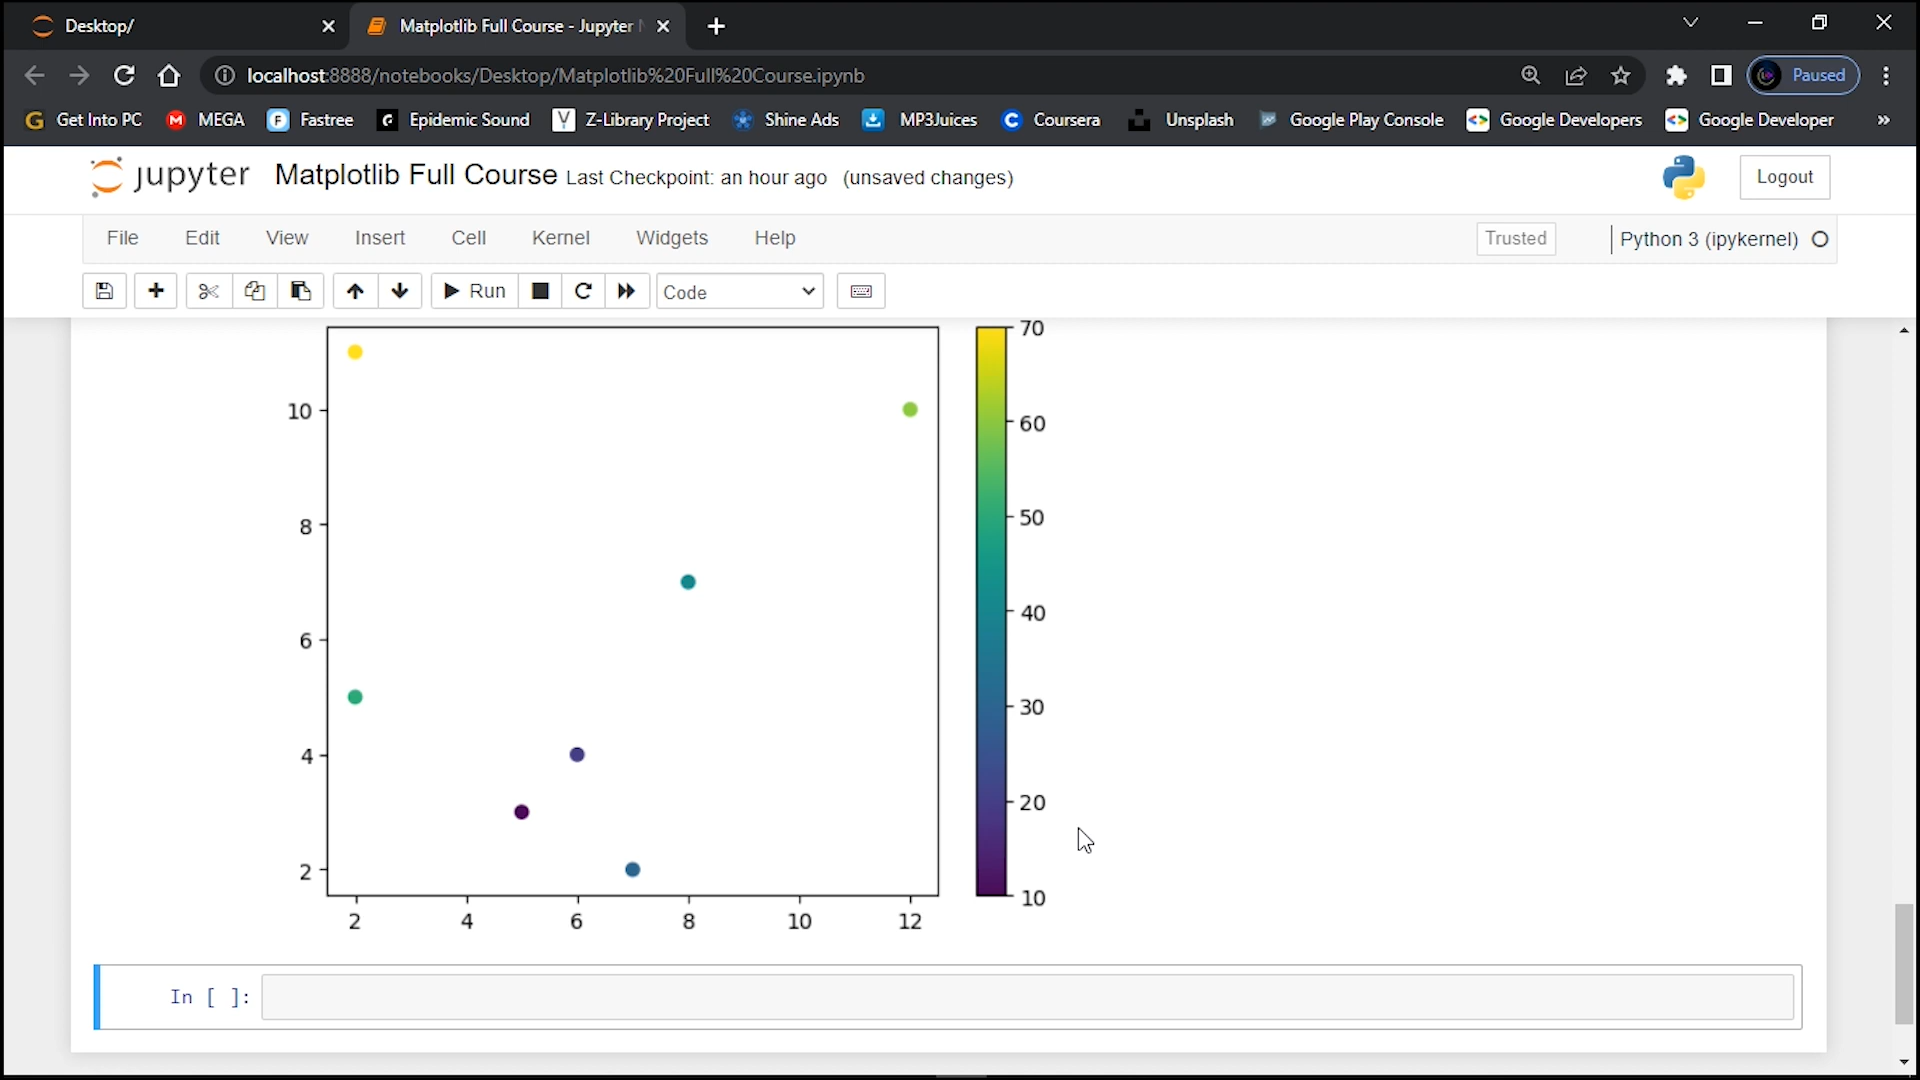 Desktop/
Matplotlib Full Course - Jupyter
localhost:8888/notebooks/Desktop/Matplotlib%20Full%20Course.ipynb
Paused
Get Into PC MEGA Fastree Epidemic Sound Z-Library Project Shine Ads MP3Juices Coursera Unsplash Google Play Console Google Developers Google Developer »
jupyter Matplotlib Full Course Last Checkpoint: an hour ago (unsaved changes) Logout
File Edit View Insert Cell Kernel Widgets Help Trusted Python 3 (ipykernel)
Run Code
70
10 60
8 50
6 40
4 30
2 20
10
2 4 6 8 10 12
In [ ]: